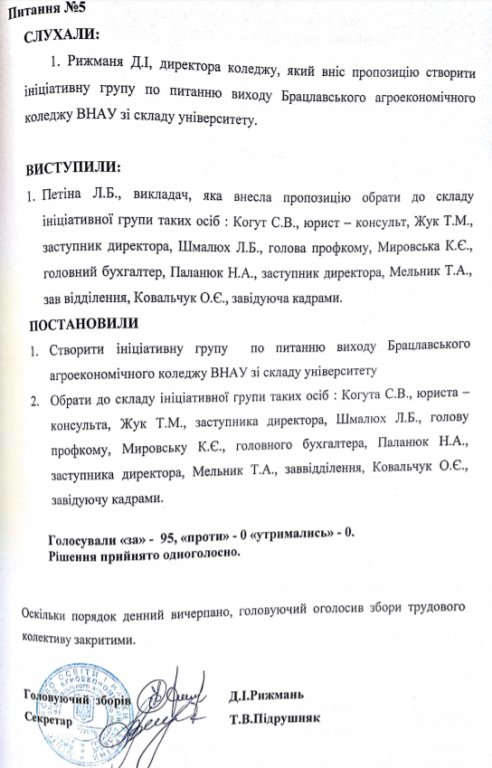 Питання №5
СЛУХАЛИ:
1. Рижманя Д.І, директора коледжу, який вніс пропозицію створити
ініціативну групу по питанню виходу Брацлавського агроекономічного
коледжу ВНАУ зі складу університету.
ВИСТУПИЛИ:
1. Петіна Л.Б., викладач, яка внесла пропозицію обрати до складу
ініціативної групи таких осіб : Когут С.В., юрист – консульт, Жук Т.М.,
заступник директора, Шмалюх Л.Б., голова профкому, Мировська К.Є.,
головний бухгалтер, Паланюк Н.А., заступник директора, Мельник Т.А.,
зав відділення, Ковальчук О.Є., завідуюча кадрами.
ПОСТАНОВИЛИ
1. Створити ініціативну групу по питанню виходу Брацлавського
агроекономічного коледжу ВНАУ зі складу університету
2. Обрати до складу ініціативної групи таких осіб : Когута С.В., юриста –
консульта, Жук Т.М., заступника директора, Шмалюх Л.Б., голову
профкому, Мировську К.Є., головного бухгалтера, Паланюк Н.А.,
заступника директора, Мельник Т.А., заввідділення, Ковальчук О.Є.,
завідуючу кадрами.
Голосували «за» - 95, «проти» - 0 «утримались» - 0.
Рішення прийнято одноголосно.
Оскільки порядок денний вичерпано, головуючий оголосив збори трудового
колективу закритими.
Головуючий зборів Д.І.Рижмань
Секретар Т.В.Підрушняк